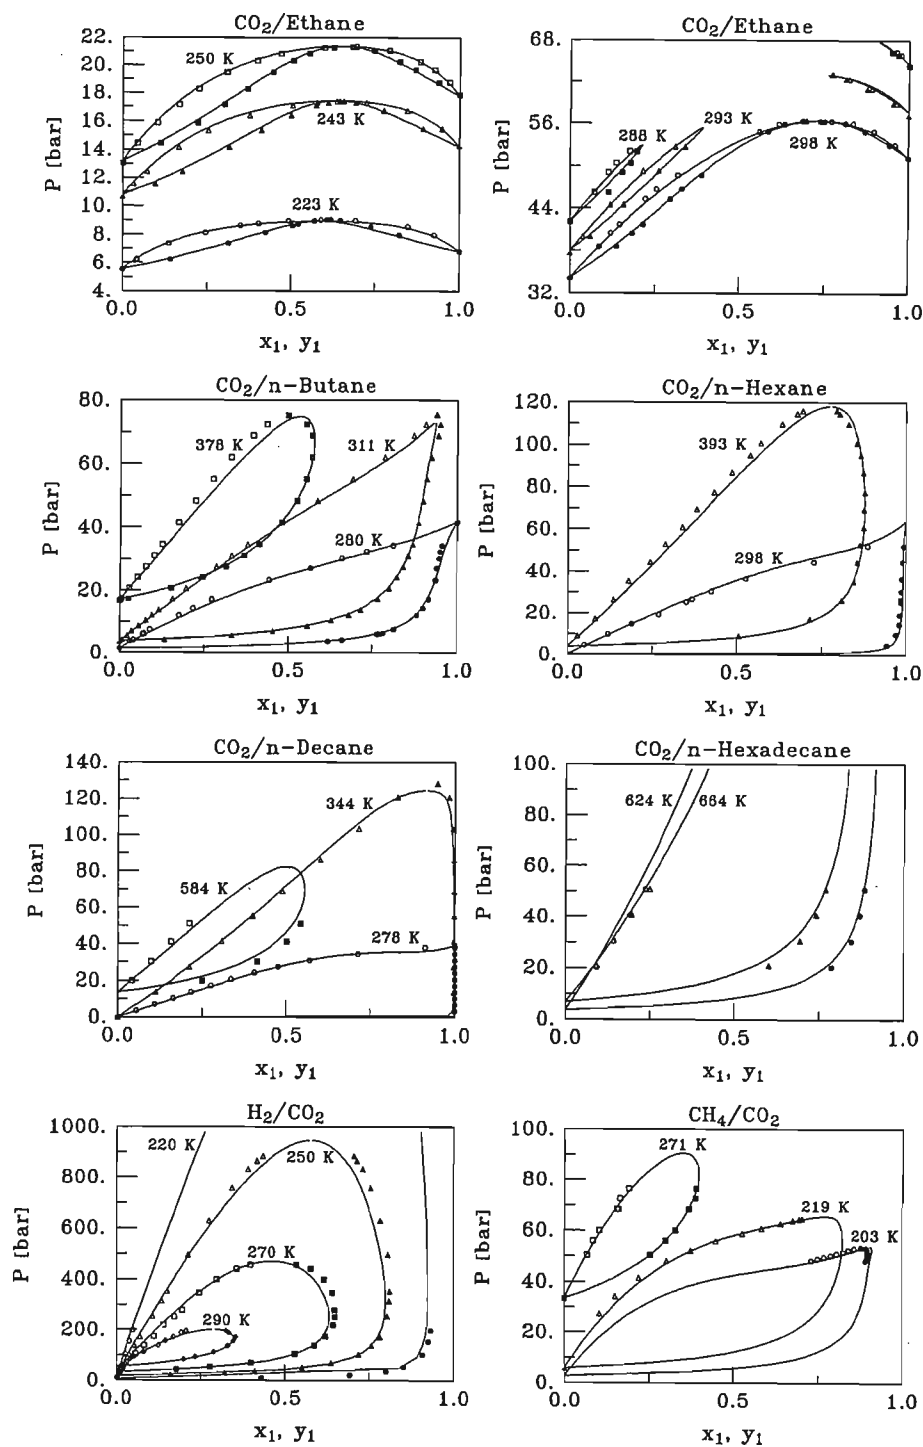 CO₂/Ethane
22.
20.
18.
16.
14.
12.
10.
8.
6.
4.
P [bar]
250 K
243 K
223 K
0.0
0.5
1.0
x₁, y₁
CO₂/Ethane
68.
56.
44.
32.
P [bar]
288 K
293 K
298 K
0.0
0.5
1.0
x₁, y₁
CO₂/n-Butane
80.
60.
40.
20.
0.
P [bar]
378 K
311 K
280 K
0.0
0.5
1.0
x₁, y₁
CO₂/n-Hexane
120.
100.
80.
60.
40.
20.
0.
P [bar]
393 K
298 K
0.0
0.5
1.0
x₁, y₁
CO₂/n-Decane
140.
120.
100.
80.
60.
40.
20.
0.
P [bar]
344 K
584 K
278 K
0.0
0.5
1.0
x₁, y₁
CO₂/n-Hexadecane
100.
80.
60.
40.
20.
0.
P [bar]
624 K
664 K
0.0
0.5
1.0
x₁, y₁
H₂/CO₂
1000.
800.
600.
400.
200.
0.
P [bar]
220 K
250 K
270 K
290 K
0.0
0.5
1.0
x₁, y₁
CH₄/CO₂
100.
80.
60.
40.
20.
0.
P [bar]
271 K
219 K
203 K
0.0
0.5
1.0
x₁, y₁